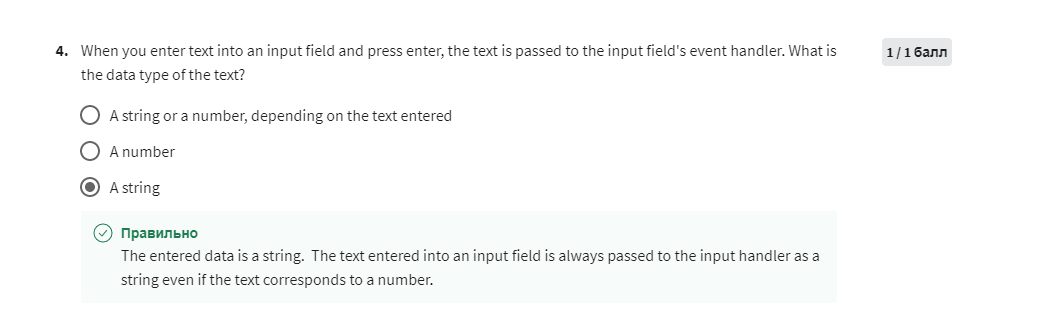 4. When you enter text into an input field and press enter, the text is passed to the input field's event handler. What is
the data type of the text?
1 / 1 балл
A string or a number, depending on the text entered
A number
A string
Правильно
The entered data is a string. The text entered into an input field is always passed to the input handler as a
string even if the text corresponds to a number.